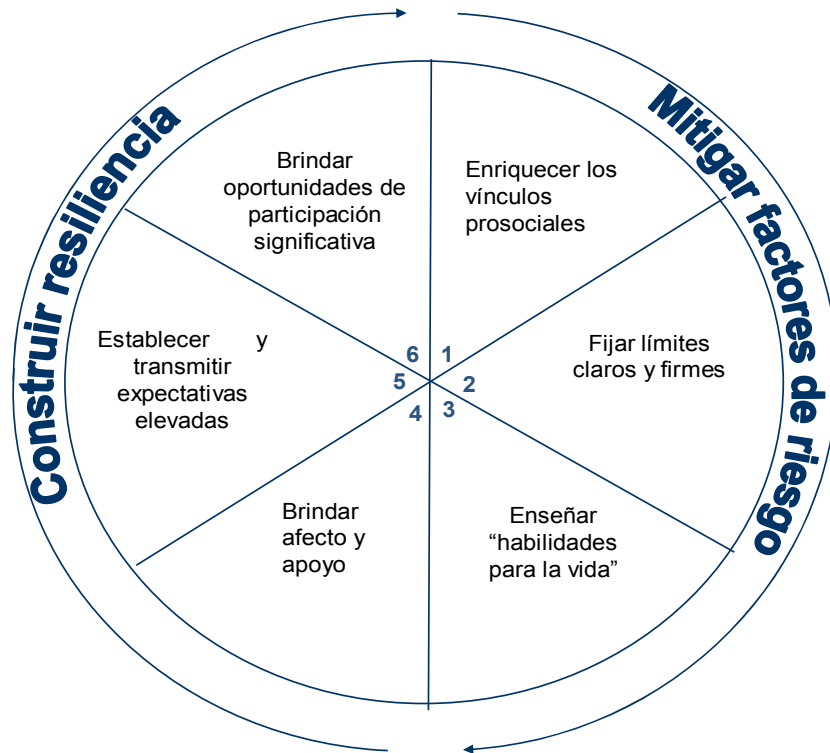 Construir resiliencia
Mitigar factores de riesgo
Brindar
oportunidades de
participación
significativa
Enriquecer los
vínculos
prosociales
Establecer y
transmitir
expectativas
elevadas
Fijar límites
claros y firmes
6 1
5 2
4 3
Brindar
afecto y
apoyo
Enseñar
“habilidades
para la vida”